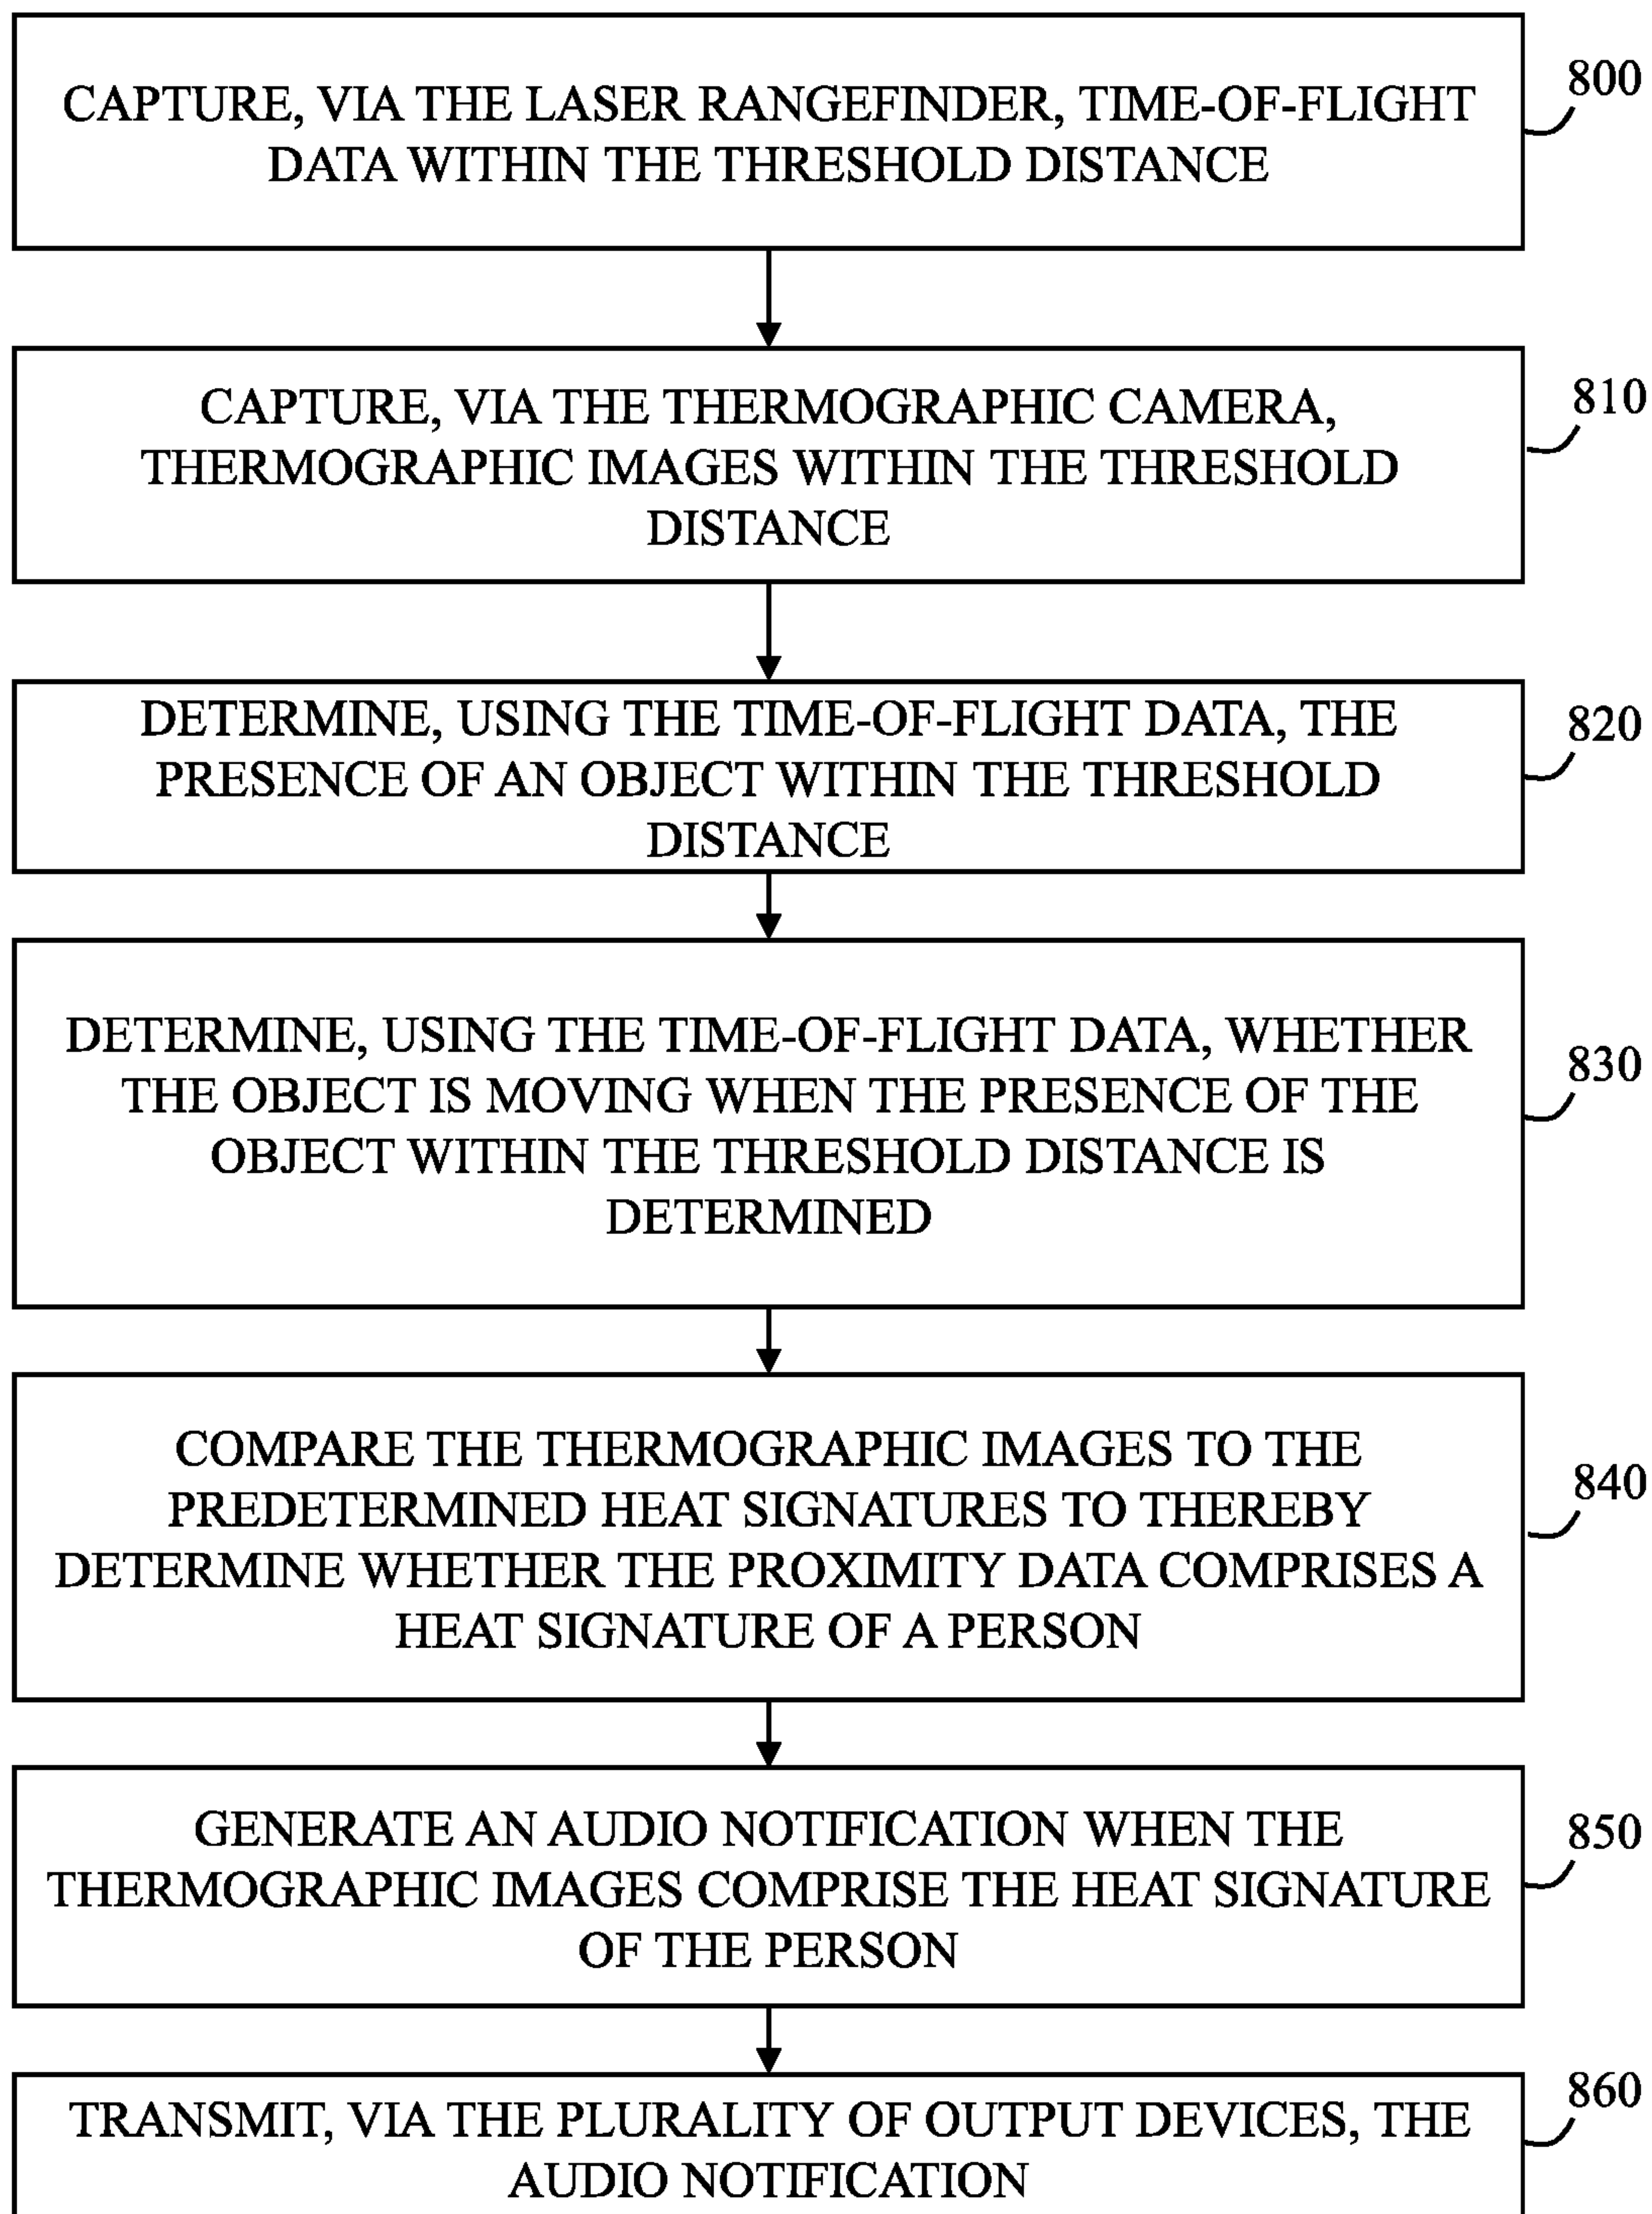 CAPTURE, VIA THE LASER RANGEFINDER, TIME-OF-FLIGHT
DATA WITHIN THE THRESHOLD DISTANCE
800
CAPTURE, VIA THE THERMOGRAPHIC CAMERA,
THERMOGRAPHIC IMAGES WITHIN THE THRESHOLD
DISTANCE
810
DETERMINE, USING THE TIME-OF-FLIGHT DATA, THE
PRESENCE OF AN OBJECT WITHIN THE THRESHOLD
DISTANCE
820
DETERMINE, USING THE TIME-OF-FLIGHT DATA, WHETHER
THE OBJECT IS MOVING WHEN THE PRESENCE OF THE
OBJECT WITHIN THE THRESHOLD DISTANCE IS
DETERMINED
830
COMPARE THE THERMOGRAPHIC IMAGES TO THE
PREDETERMINED HEAT SIGNATURES TO THEREBY
DETERMINE WHETHER THE PROXIMITY DATA COMPRISES A
HEAT SIGNATURE OF A PERSON
840
GENERATE AN AUDIO NOTIFICATION WHEN THE
THERMOGRAPHIC IMAGES COMPRISE THE HEAT SIGNATURE
OF THE PERSON
850
TRANSMIT, VIA THE PLURALITY OF OUTPUT DEVICES, THE
AUDIO NOTIFICATION
860